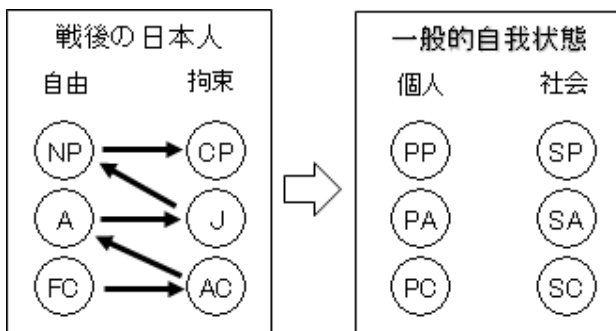 戦後の日本人
自由 拘束
NP CP
A J
FC AC
一般的自我状態
個人 社会
PP SP
PA SA
PC SC